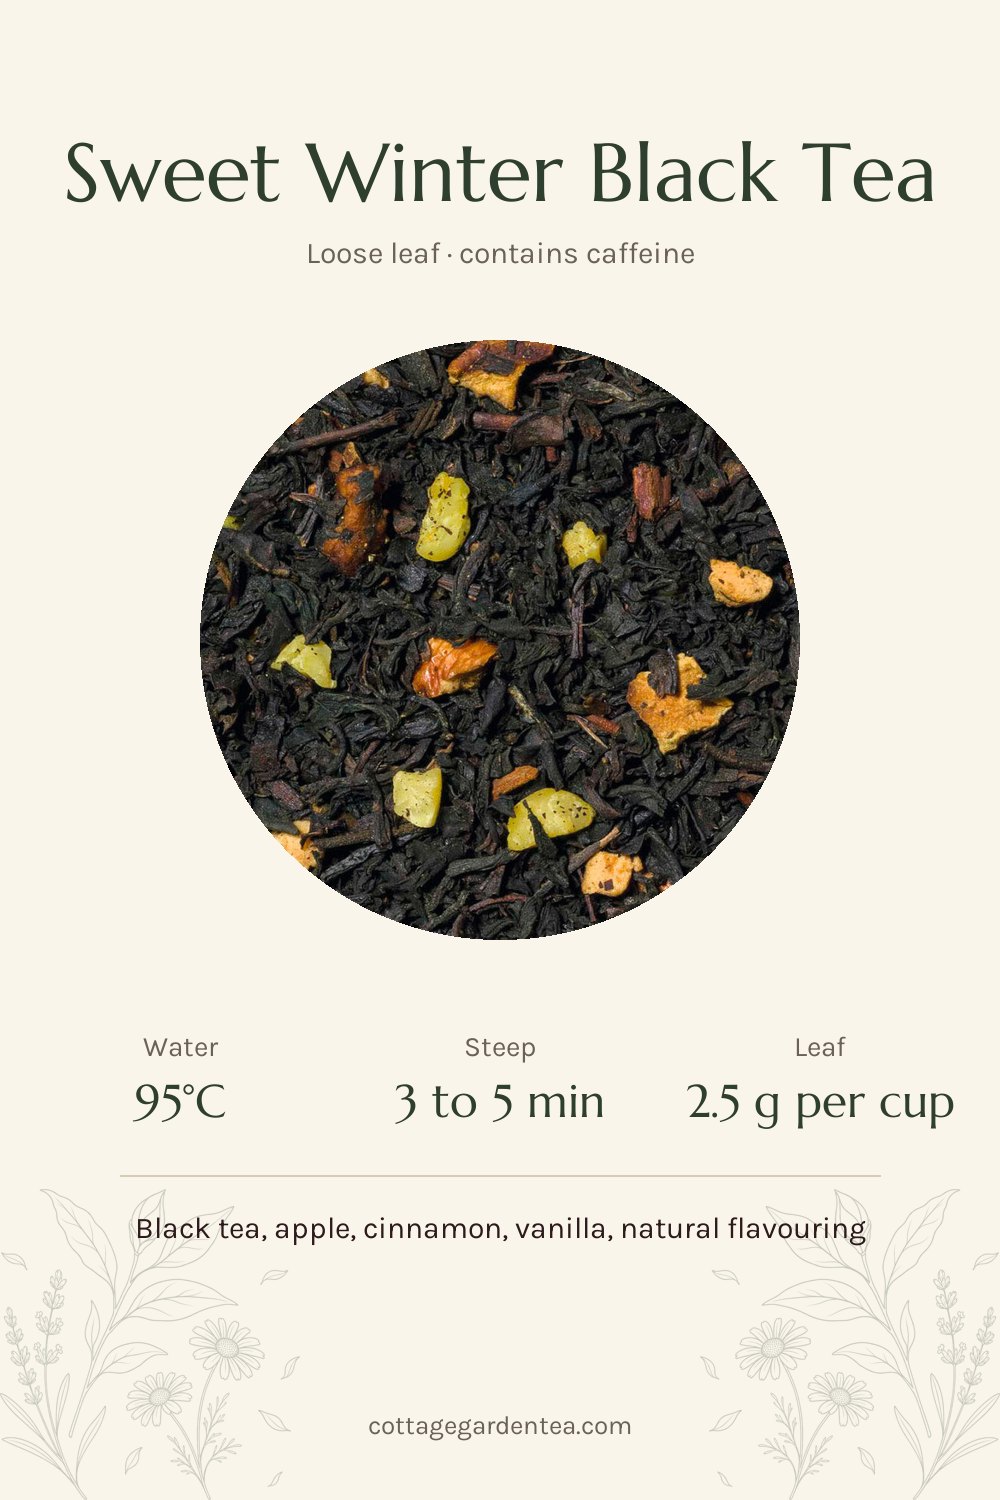 Sweet Winter Black Tea
Loose leaf · contains caffeine
Water
95°C
Steep
3 to 5 min
Leaf
2.5 g per cup
Black tea, apple, cinnamon, vanilla, natural flavouring
cottagegardentea.com